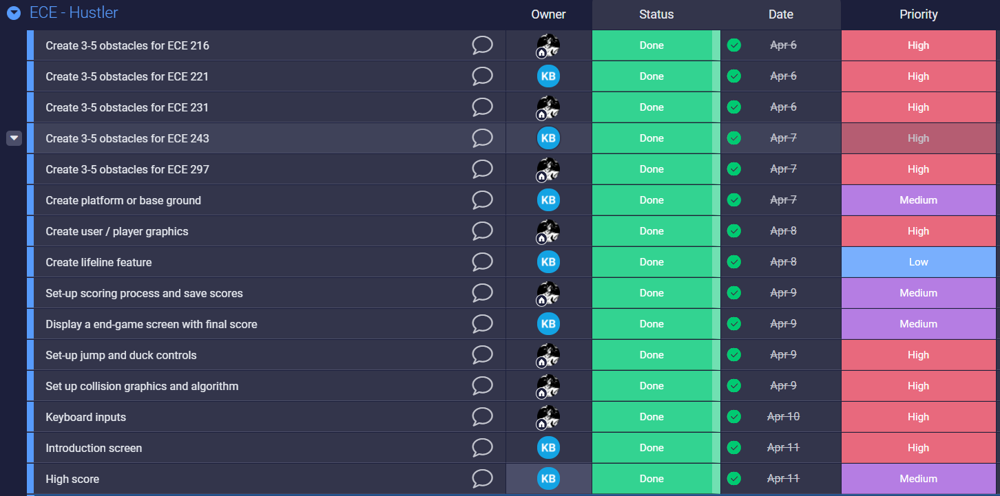 ECE - Hustler Owner Status Date Priority
Create 3-5 obstacles for ECE 216 Done Apr 6 High
Create 3-5 obstacles for ECE 221 KB Done Apr 6 High
Create 3-5 obstacles for ECE 231 Done Apr 6 High
Create 3-5 obstacles for ECE 243 KB Done Apr 7 High
Create 3-5 obstacles for ECE 297 Done Apr 7 High
Create platform or base ground KB Done Apr 7 Medium
Create user / player graphics Done Apr 8 High
Create lifeline feature KB Done Apr 8 Low
Set-up scoring process and save scores Done Apr 9 Medium
Display a end-game screen with final score KB Done Apr 9 Medium
Set-up jump and duck controls Done Apr 9 High
Set up collision graphics and algorithm Done Apr 9 High
Keyboard inputs Done Apr 10 High
Introduction screen KB Done Apr 11 High
High score KB Done Apr 11 Medium